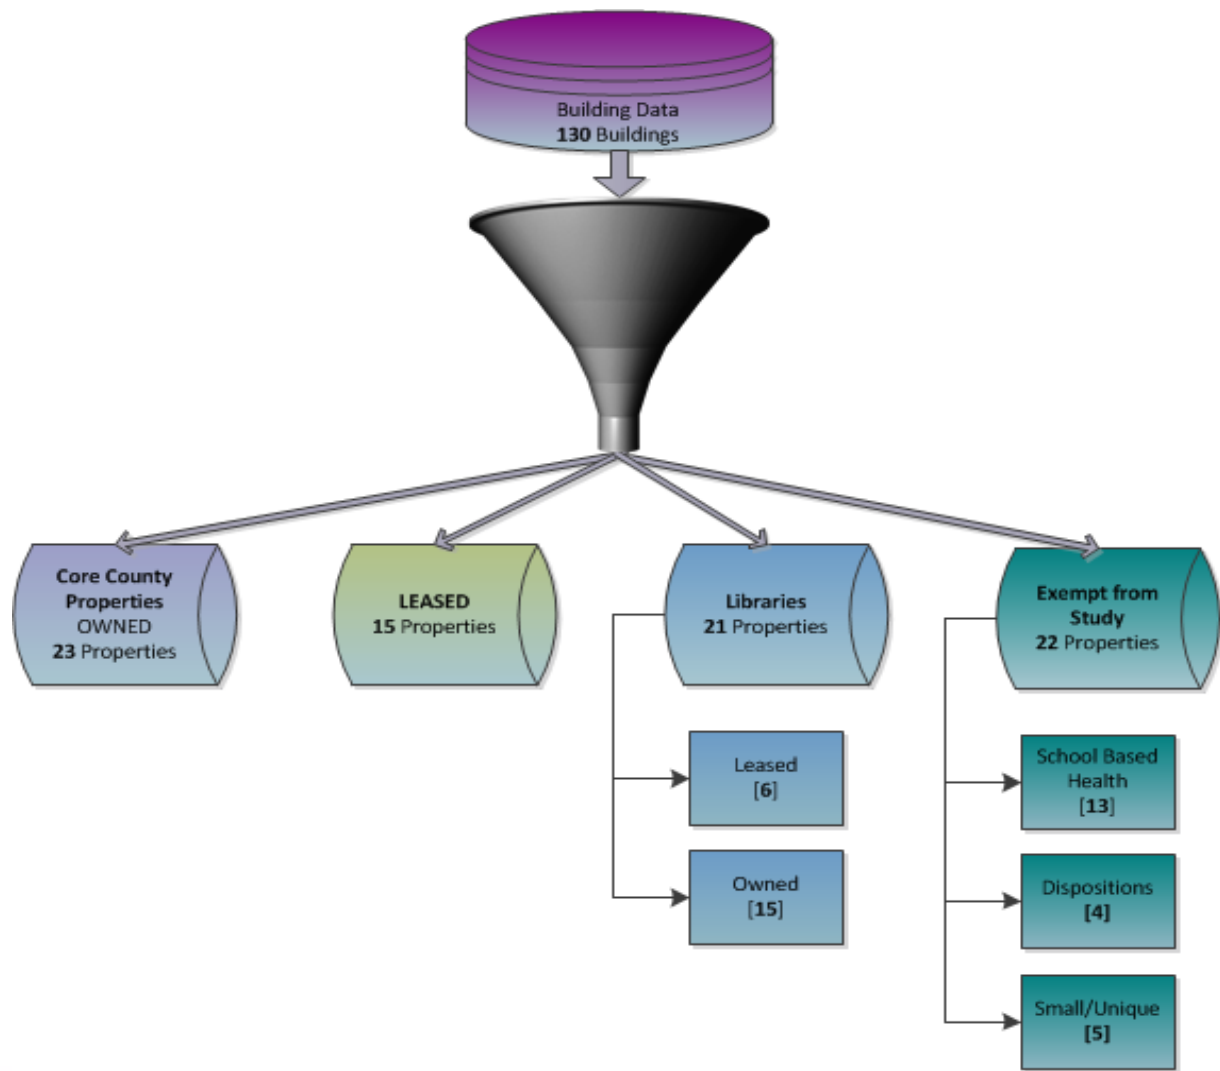 Building Data
130 Buildings
Core County
Properties
OWNED
23 Properties
LEASED
15 Properties
Libraries
21 Properties
Exempt from
Study
22 Properties
Leased
[6]
Owned
[15]
School Based
Health
[13]
Dispositions
[4]
Small/Unique
[5]